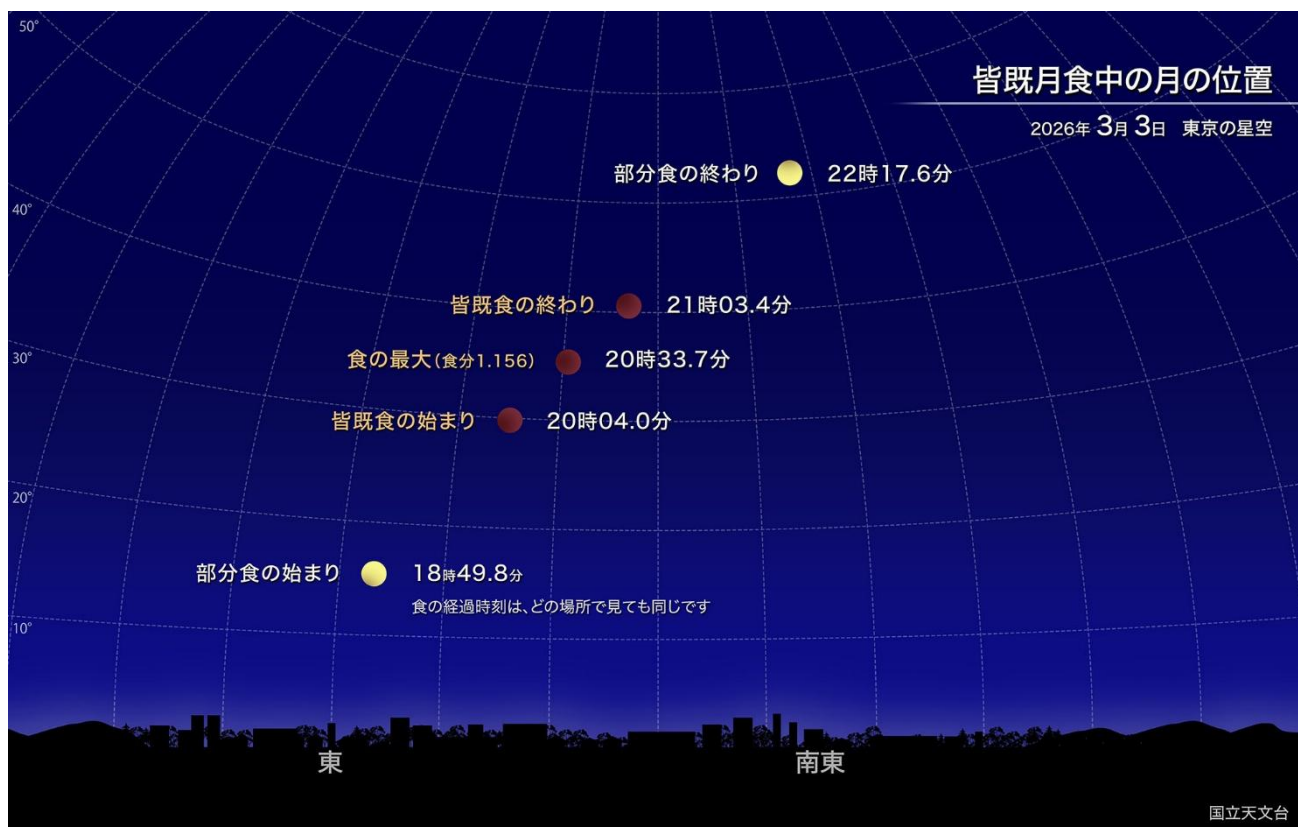 50°
皆既月食中の月の位置
2026年 3月 3日 東京の星空
部分食の終わり 22時17.6分
40°
皆既食の終わり 21時03.4分
30°
食の最大(食分1.156) 20時33.7分
皆既食の始まり 20時04.0分
20°
部分食の始まり 18時49.8分
食の経過時刻は、どの場所で見ても同じです
10°
東 南東
国立天文台